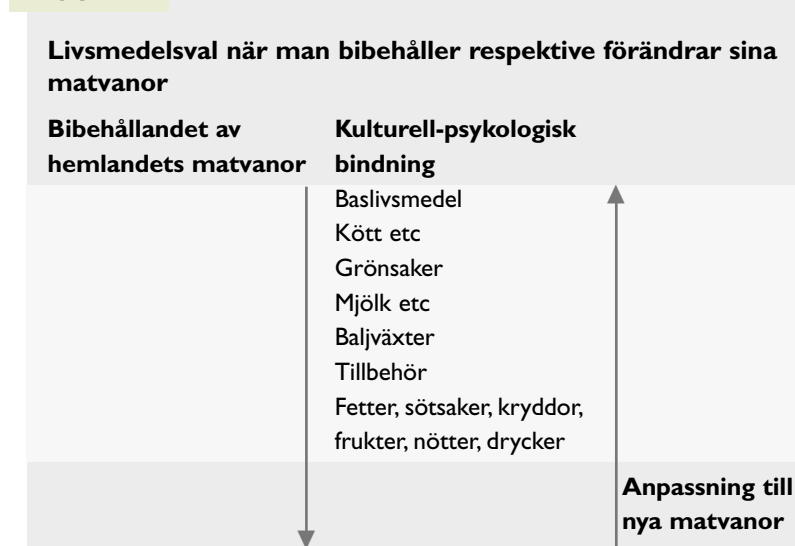 Livsmedelsval när man bibehåller respektive förändrar sina
matvanor
Bibehållandet av
hemlandets matvanor
Kulturell-psykologisk
bindning
Baslivsmedel
Kött etc
Grönsaker
Mjölk etc
Baljväxter
Tillbehör
Fetter, sötsaker, kryddor,
frukter, nötter, drycker
Anpassning till
nya matvanor